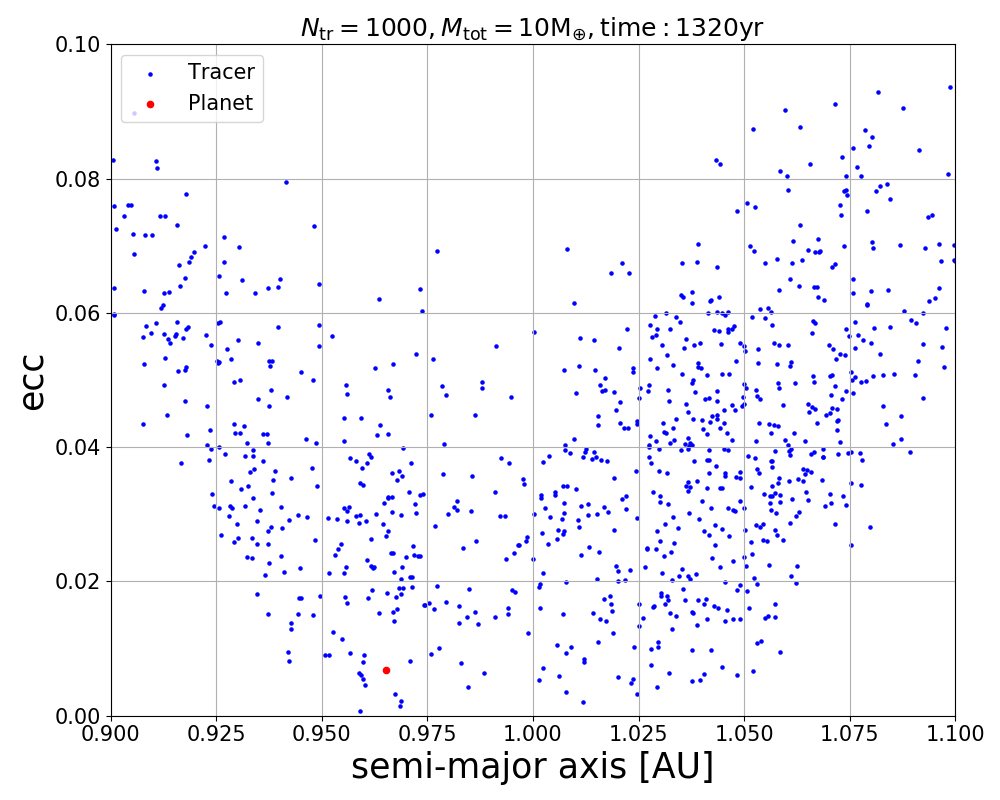 N_tr = 1000, M_tot = 10M_⊕, time : 1320yr
Tracer
Planet
ecc
0.10
0.08
0.06
0.04
0.02
0.00
0.900 0.925 0.950 0.975 1.000 1.025 1.050 1.075 1.100
semi-major axis [AU]